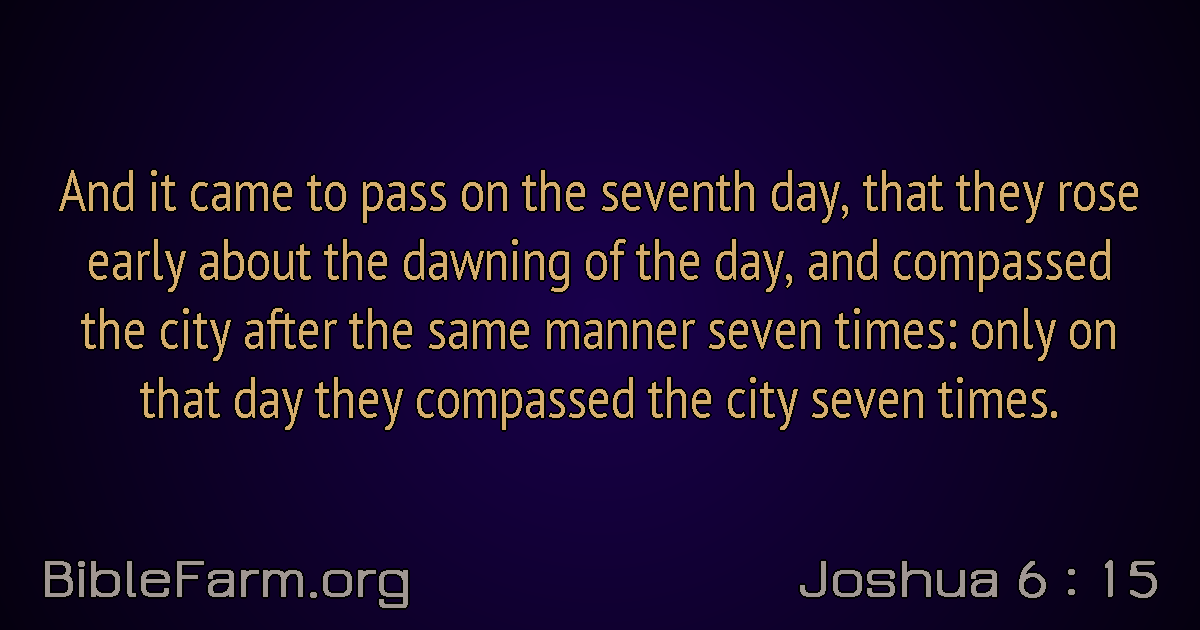 And it came to pass on the seventh day, that they rose
early about the dawning of the day, and compassed
the city after the same manner seven times: only on
that day they compassed the city seven times.
BibleFarm.org
Joshua 6 : 15